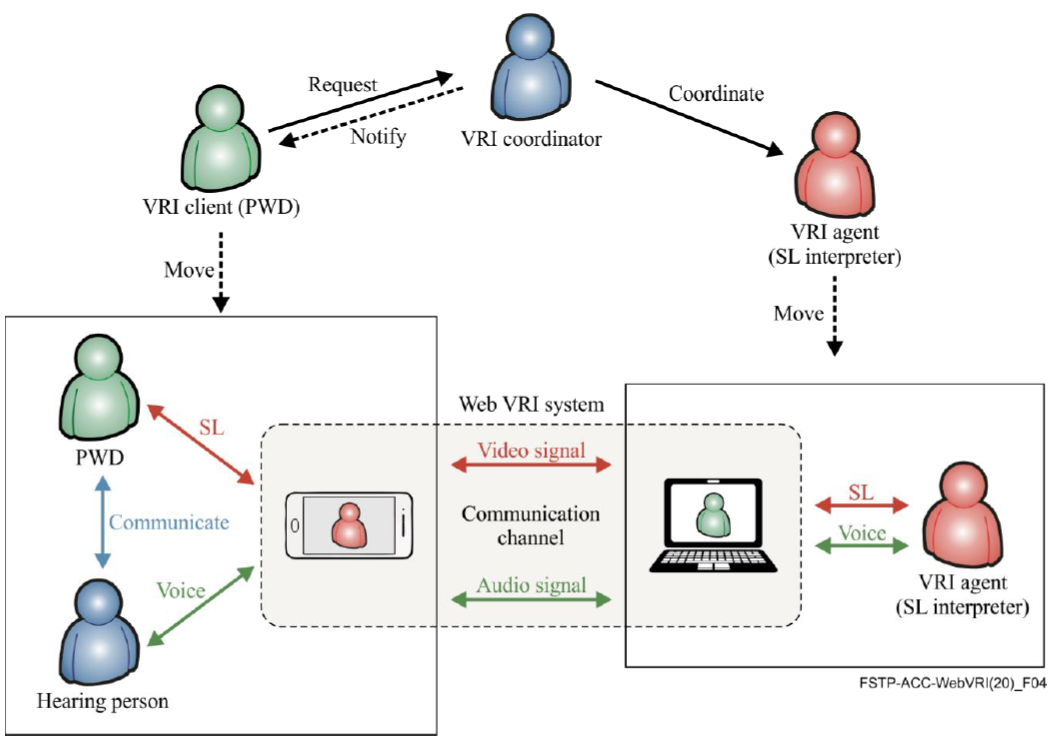 Request
Notify
VRI coordinator
Coordinate
VRI client (PWD)
VRI agent
(SL interpreter)
Move
Move
Web VRI system
SL
PWD
Video signal
Communicate
Communication
channel
SL
Voice
Voice
Audio signal
VRI agent
(SL interpreter)
Hearing person
FSTP-ACC-WebVRI(20)_F04